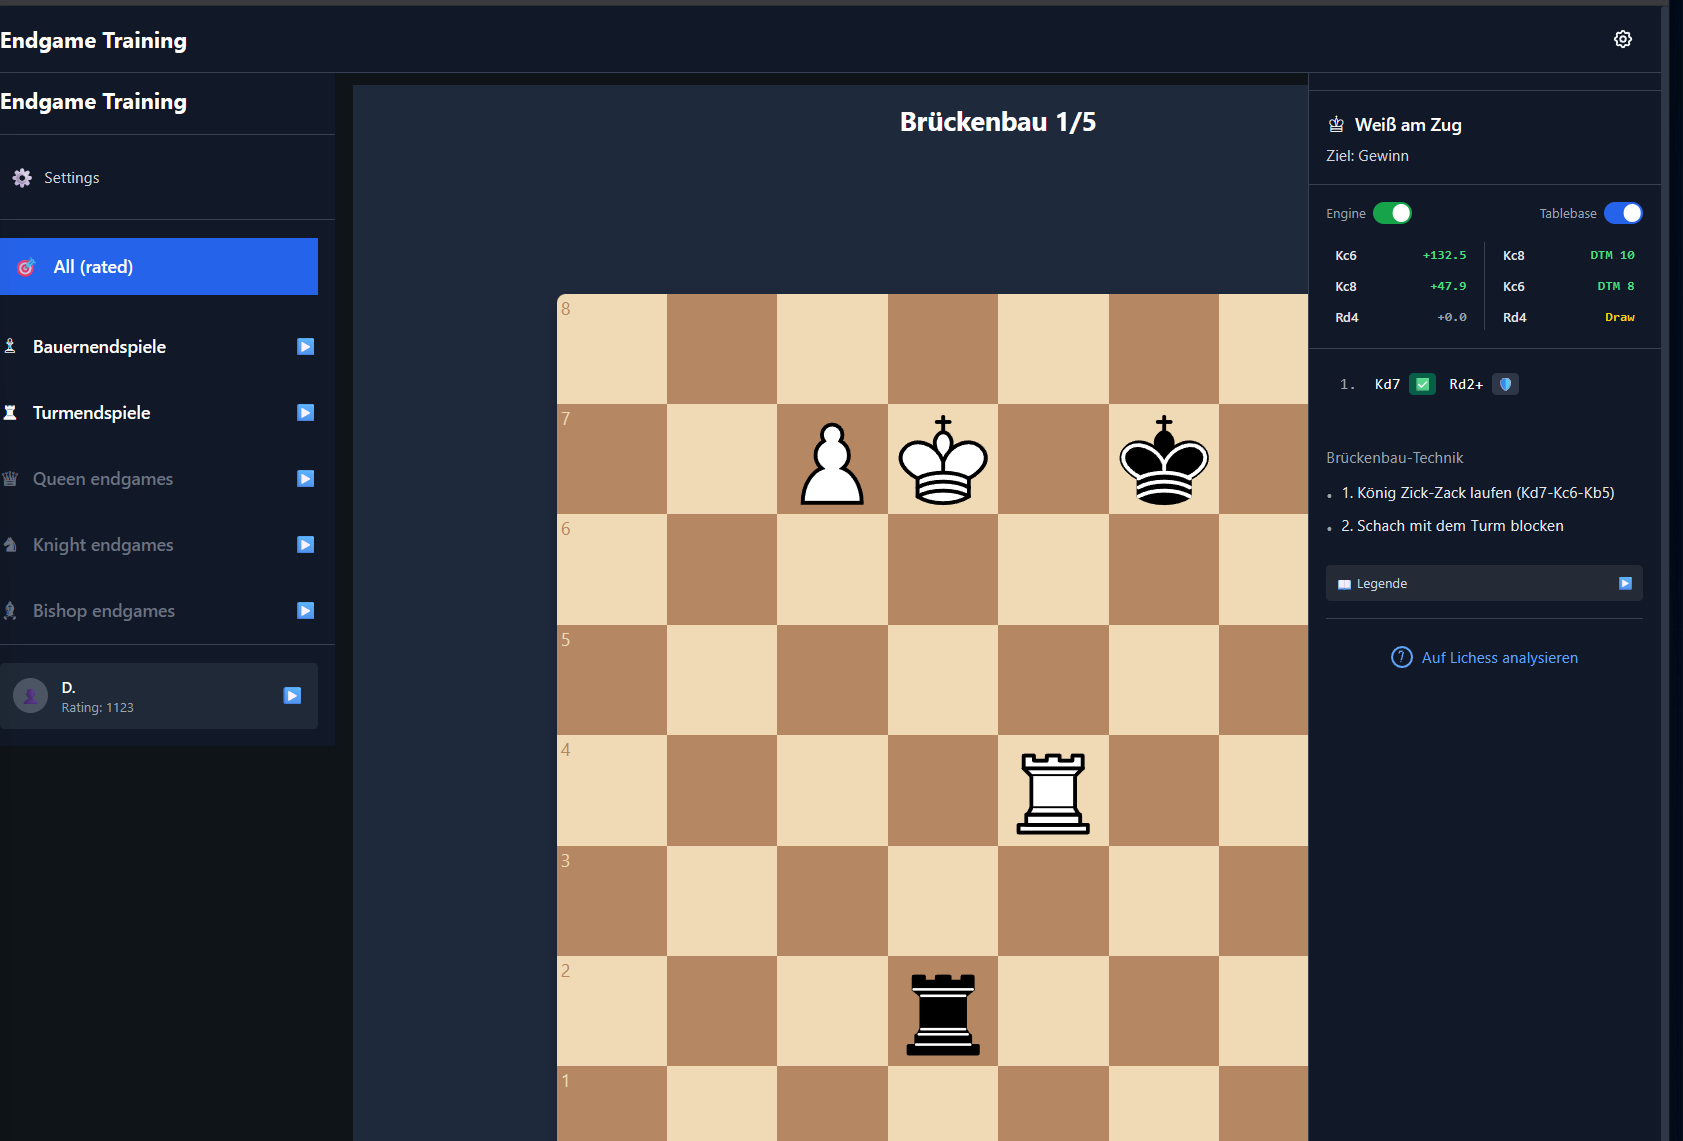 Endgame Training
Endgame Training
Settings
All (rated)
Bauernendspiele
Turmendspiele
Queen endgames
Knight endgames
Bishop endgames
D.
Rating: 1123
Brückenbau 1/5
8
7
6
5
4
3
2
1
Weiß am Zug
Ziel: Gewinn
Engine Tablebase
Kc6 +132.5 Kc8 DTM 10
Kc8 +47.9 Kc6 DTM 8
Rd4 +0.0 Rd4 Draw
1. Kd7 Rd2+
Brückenbau-Technik
• 1. König Zick-Zack laufen (Kd7-Kc6-Kb5)
• 2. Schach mit dem Turm blocken
Legende
? Auf Lichess analysieren